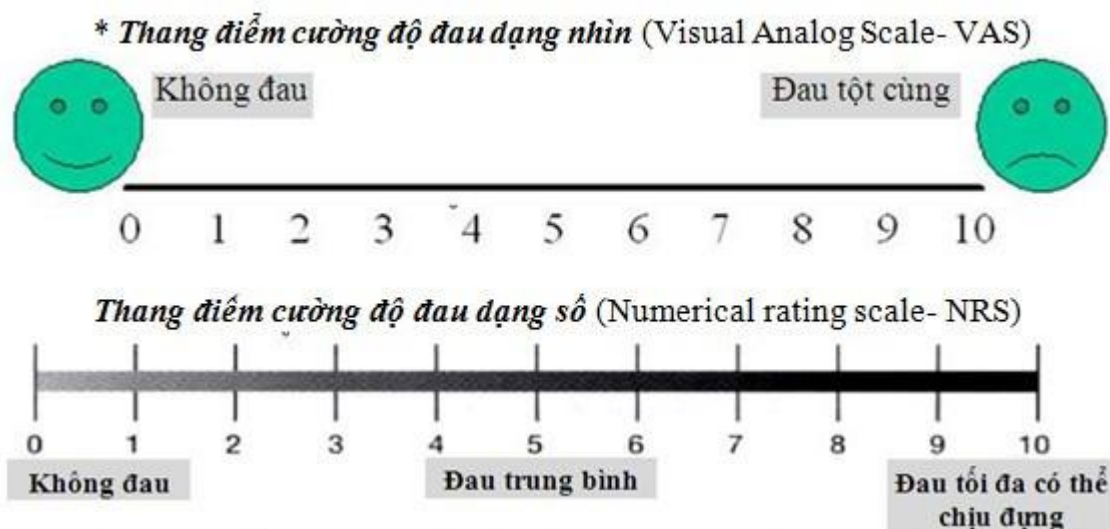 * Thang điểm cường độ đau dạng nhìn (Visual Analog Scale- VAS)
Không đau Đau tột cùng
0 1 2 3 4 5 6 7 8 9 10
Thang điểm cường độ đau dạng số (Numerical rating scale- NRS)
0 1 2 3 4 5 6 7 8 9 10
Không đau Đau trung bình Đau tối đa có thể
chịu đựng